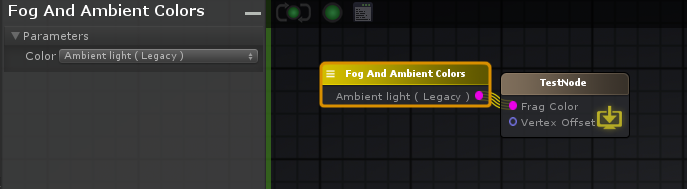 Fog And Ambient Colors
Parameters
Color Ambient light ( Legacy )
Fog And Ambient Colors
Ambient light ( Legacy )
TestNode
Frag Color
Vertex Offset